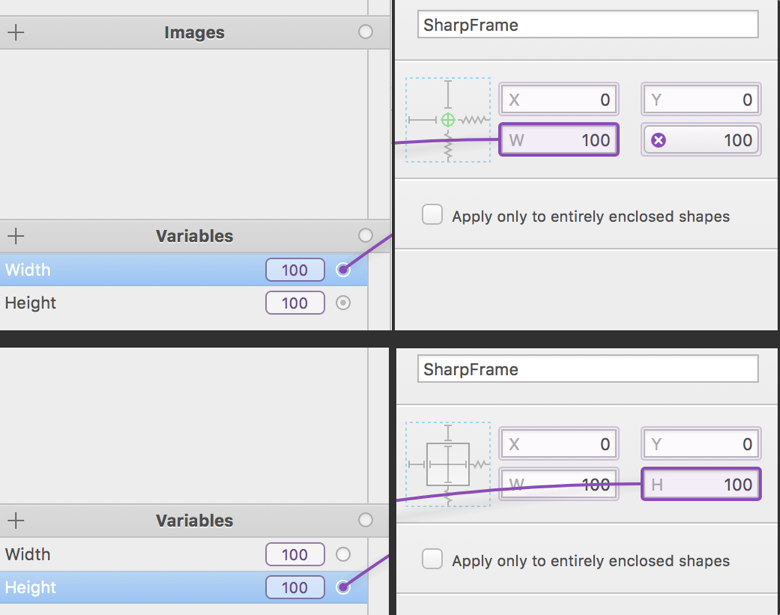 Images
SharpFrame
X 0 Y 0
W 100 100
Variables
Apply only to entirely enclosed shapes
Width 100
Height 100
SharpFrame
X 0 Y 0
W 100 H 100
Variables
Width 100
Apply only to entirely enclosed shapes
Height 100